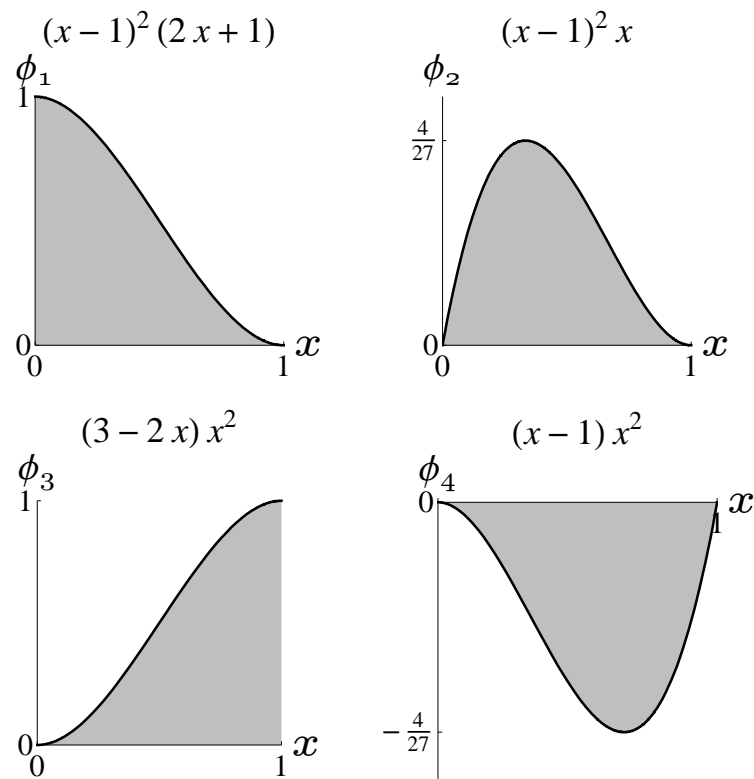 (x − 1)² (2 x + 1)
ϕ₁
1
0
0
1
x
(x − 1)² x
ϕ₂
4/27
0
0
1
x
(3 − 2 x) x²
ϕ₃
1
0
0
1
x
(x − 1) x²
ϕ₄
0
1
x
− 4/27